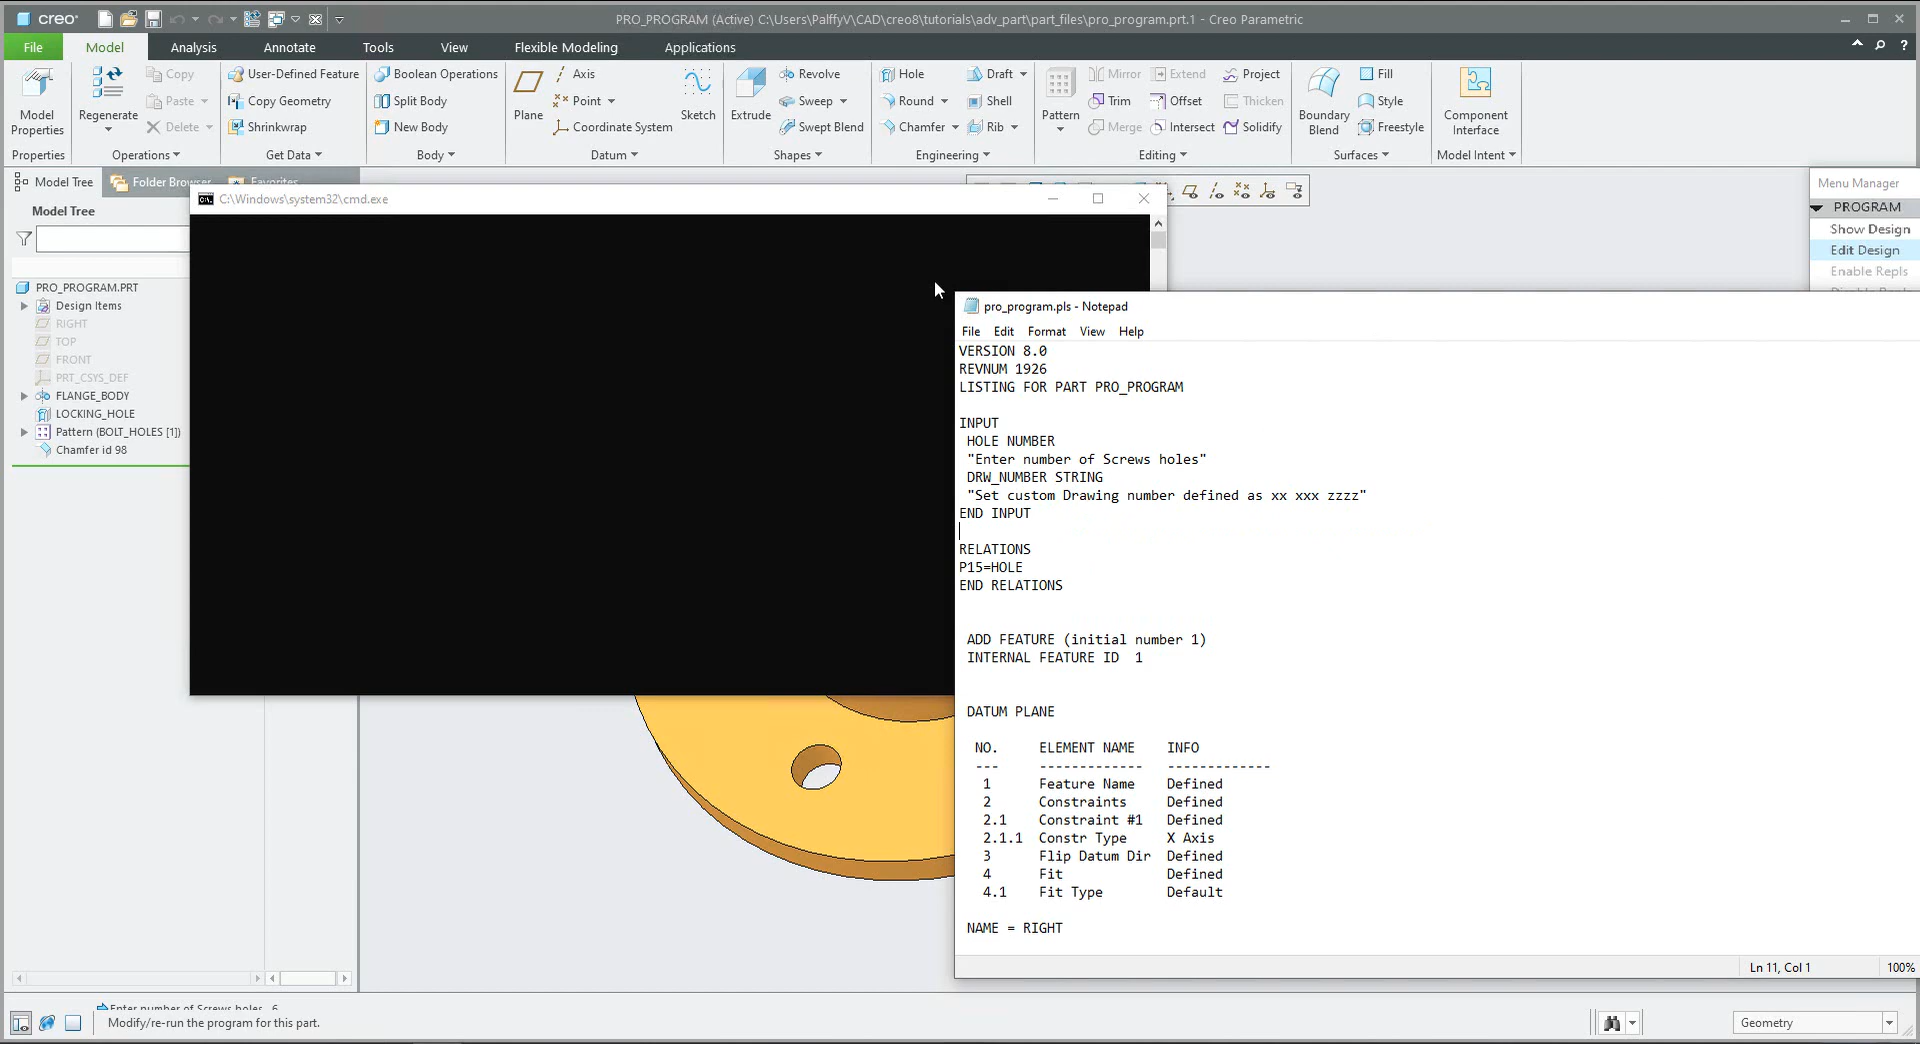 creo
PRO_PROGRAM (Active) C:\Users\PalffyV\CAD\creo8\tutorials\adv_part\part_files\pro_program.prt.1 - Creo Parametric
File Model Analysis Annotate Tools View Flexible Modeling Applications
Model Properties
Properties
Regenerate
Copy
Paste
Delete
Operations
User-Defined Feature
Copy Geometry
Shrinkwrap
Get Data
Boolean Operations
Split Body
New Body
Body
Plane
Axis
Point
Coordinate System
Sketch
Datum
Extrude
Revolve
Sweep
Swept Blend
Shapes
Hole
Round
Chamfer
Draft
Shell
Rib
Engineering
Pattern
Mirror
Trim
Merge
Extend
Offset
Intersect
Project
Thicken
Solidify
Editing
Boundary Blend
Fill
Style
Freestyle
Surfaces
Component Interface
Model Intent
Model Tree Folder Browser Favorites
Model Tree
PRO_PROGRAM.PRT
Design Items
RIGHT
TOP
FRONT
PRT_CSYS_DEF
FLANGE_BODY
LOCKING_HOLE
Pattern (BOLT_HOLES [1])
Chamfer id 98
C:\Windows\system32\cmd.exe
Menu Manager
PROGRAM
Show Design
Edit Design
Enable Repls
pro_program.pls - Notepad
File Edit Format View Help
VERSION 8.0
REVNUM 1926
LISTING FOR PART PRO_PROGRAM
INPUT
HOLE NUMBER
"Enter number of Screws holes"
DRW_NUMBER STRING
"Set custom Drawing number defined as xx xxx zzzz"
END INPUT
RELATIONS
P15=HOLE
END RELATIONS
ADD FEATURE (initial number 1)
INTERNAL FEATURE ID 1
DATUM PLANE
NO. ELEMENT NAME INFO
--- ------------- -------------
1 Feature Name Defined
2 Constraints Defined
2.1 Constraint #1 Defined
2.1.1 Constr Type X Axis
3 Flip Datum Dir Defined
4 Fit Defined
4.1 Fit Type Default
NAME = RIGHT
Ln 11, Col 1 100%
Enter number of Screws holes 6
Modify/re-run the program for this part.
Geometry